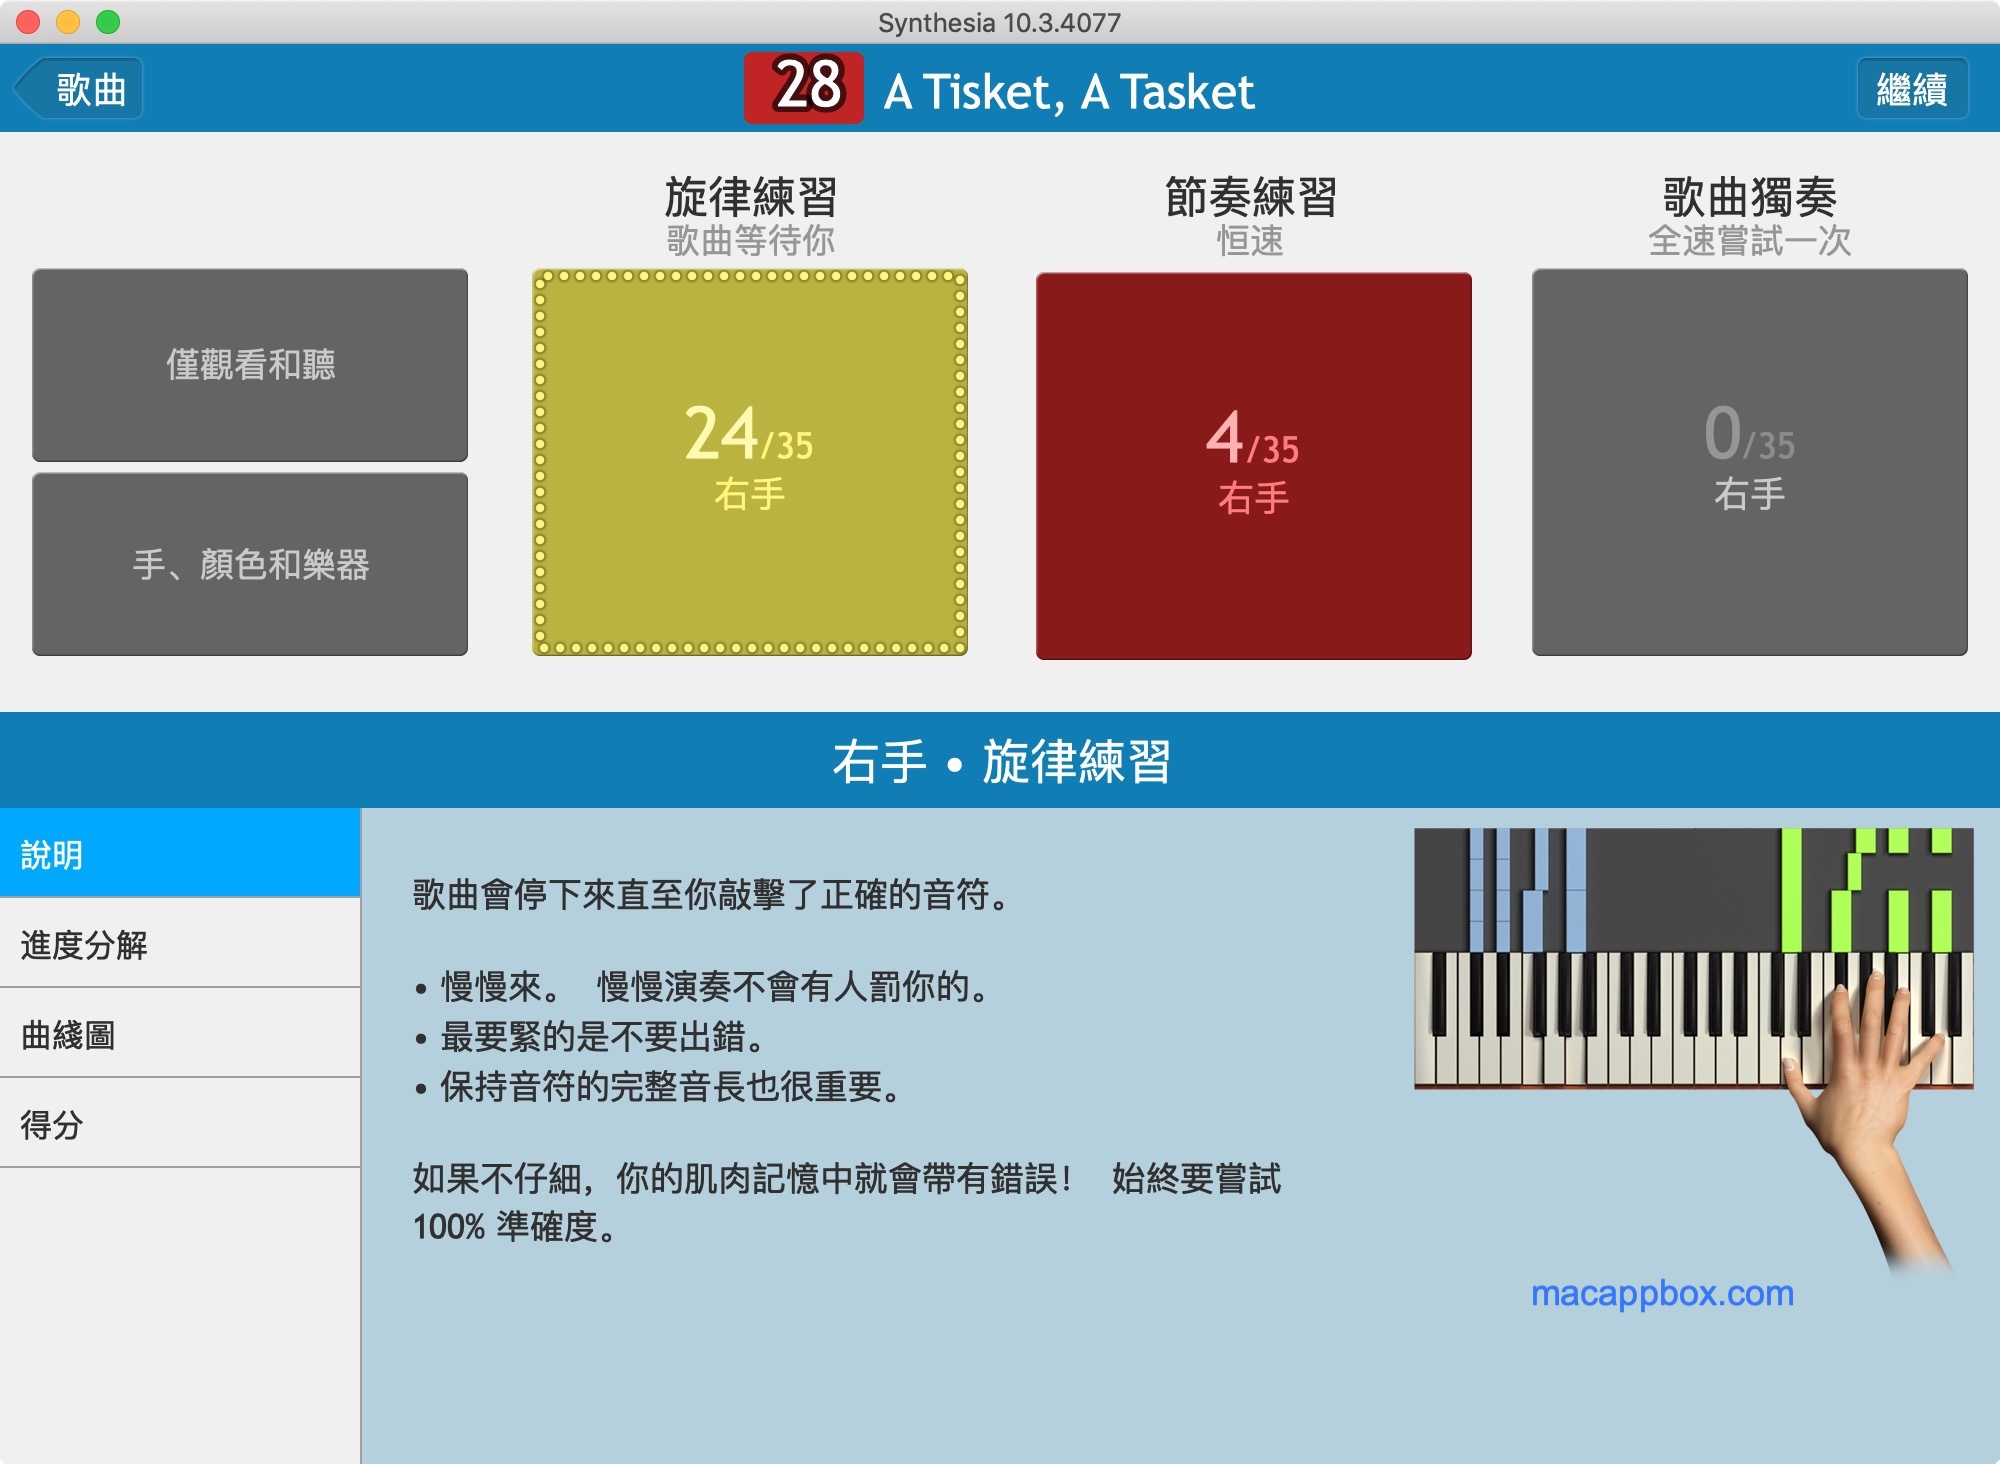 Synthesia 10.3.4077
歌曲
28 A Tisket, A Tasket
繼續
旋律練習
歌曲等待你
節奏練習
恒速
歌曲獨奏
全速嘗試一次
僅觀看和聽
手、顏色和樂器
24/35
右手
4/35
右手
0/35
右手
右手 • 旋律練習
說明
進度分解
曲綫圖
得分
歌曲會停下來直至你敲擊了正確的音符。
• 慢慢來。 慢慢演奏不會有人罰你的。
• 最要緊的是不要出錯。
• 保持音符的完整音長也很重要。
如果不仔細，你的肌肉記憶中就會帶有錯誤！ 始終要嘗試
100% 準確度。
macappbox.com